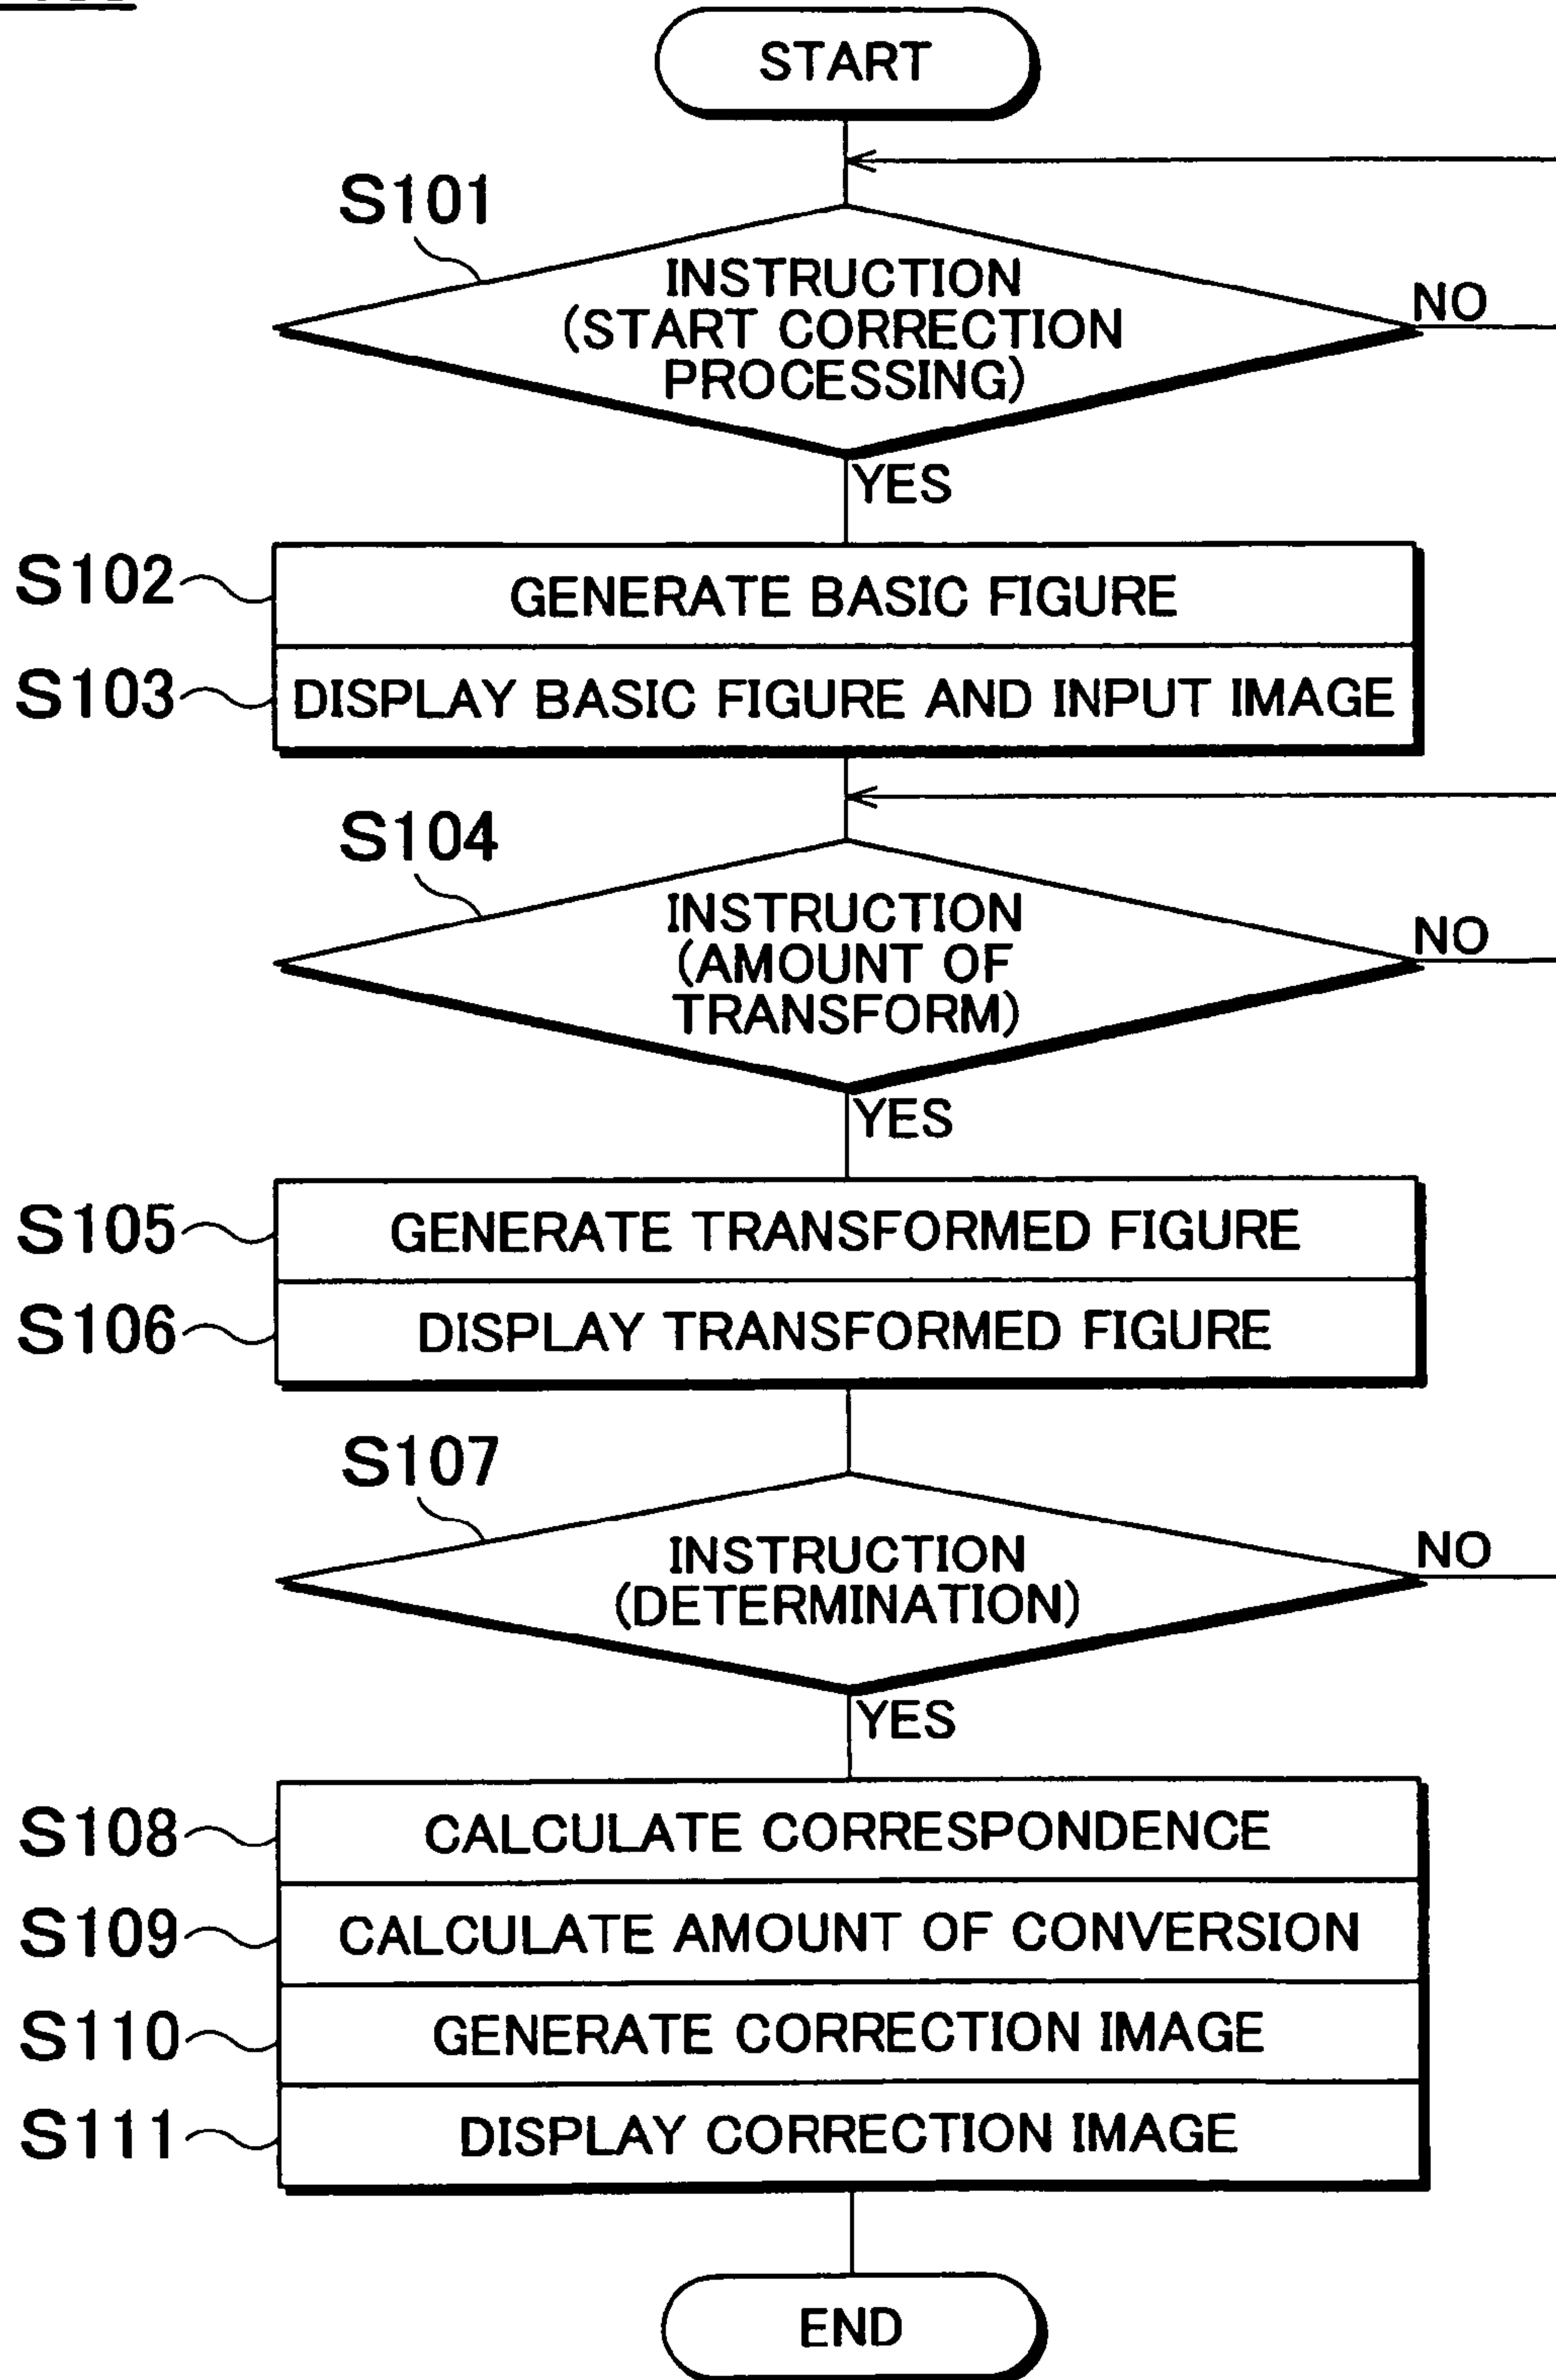 START
S101
INSTRUCTION
(START CORRECTION
PROCESSING)
NO
YES
S102
GENERATE BASIC FIGURE
S103
DISPLAY BASIC FIGURE AND INPUT IMAGE
S104
INSTRUCTION
(AMOUNT OF
TRANSFORM)
NO
YES
S105
GENERATE TRANSFORMED FIGURE
S106
DISPLAY TRANSFORMED FIGURE
S107
INSTRUCTION
(DETERMINATION)
NO
YES
S108
CALCULATE CORRESPONDENCE
S109
CALCULATE AMOUNT OF CONVERSION
S110
GENERATE CORRECTION IMAGE
S111
DISPLAY CORRECTION IMAGE
END